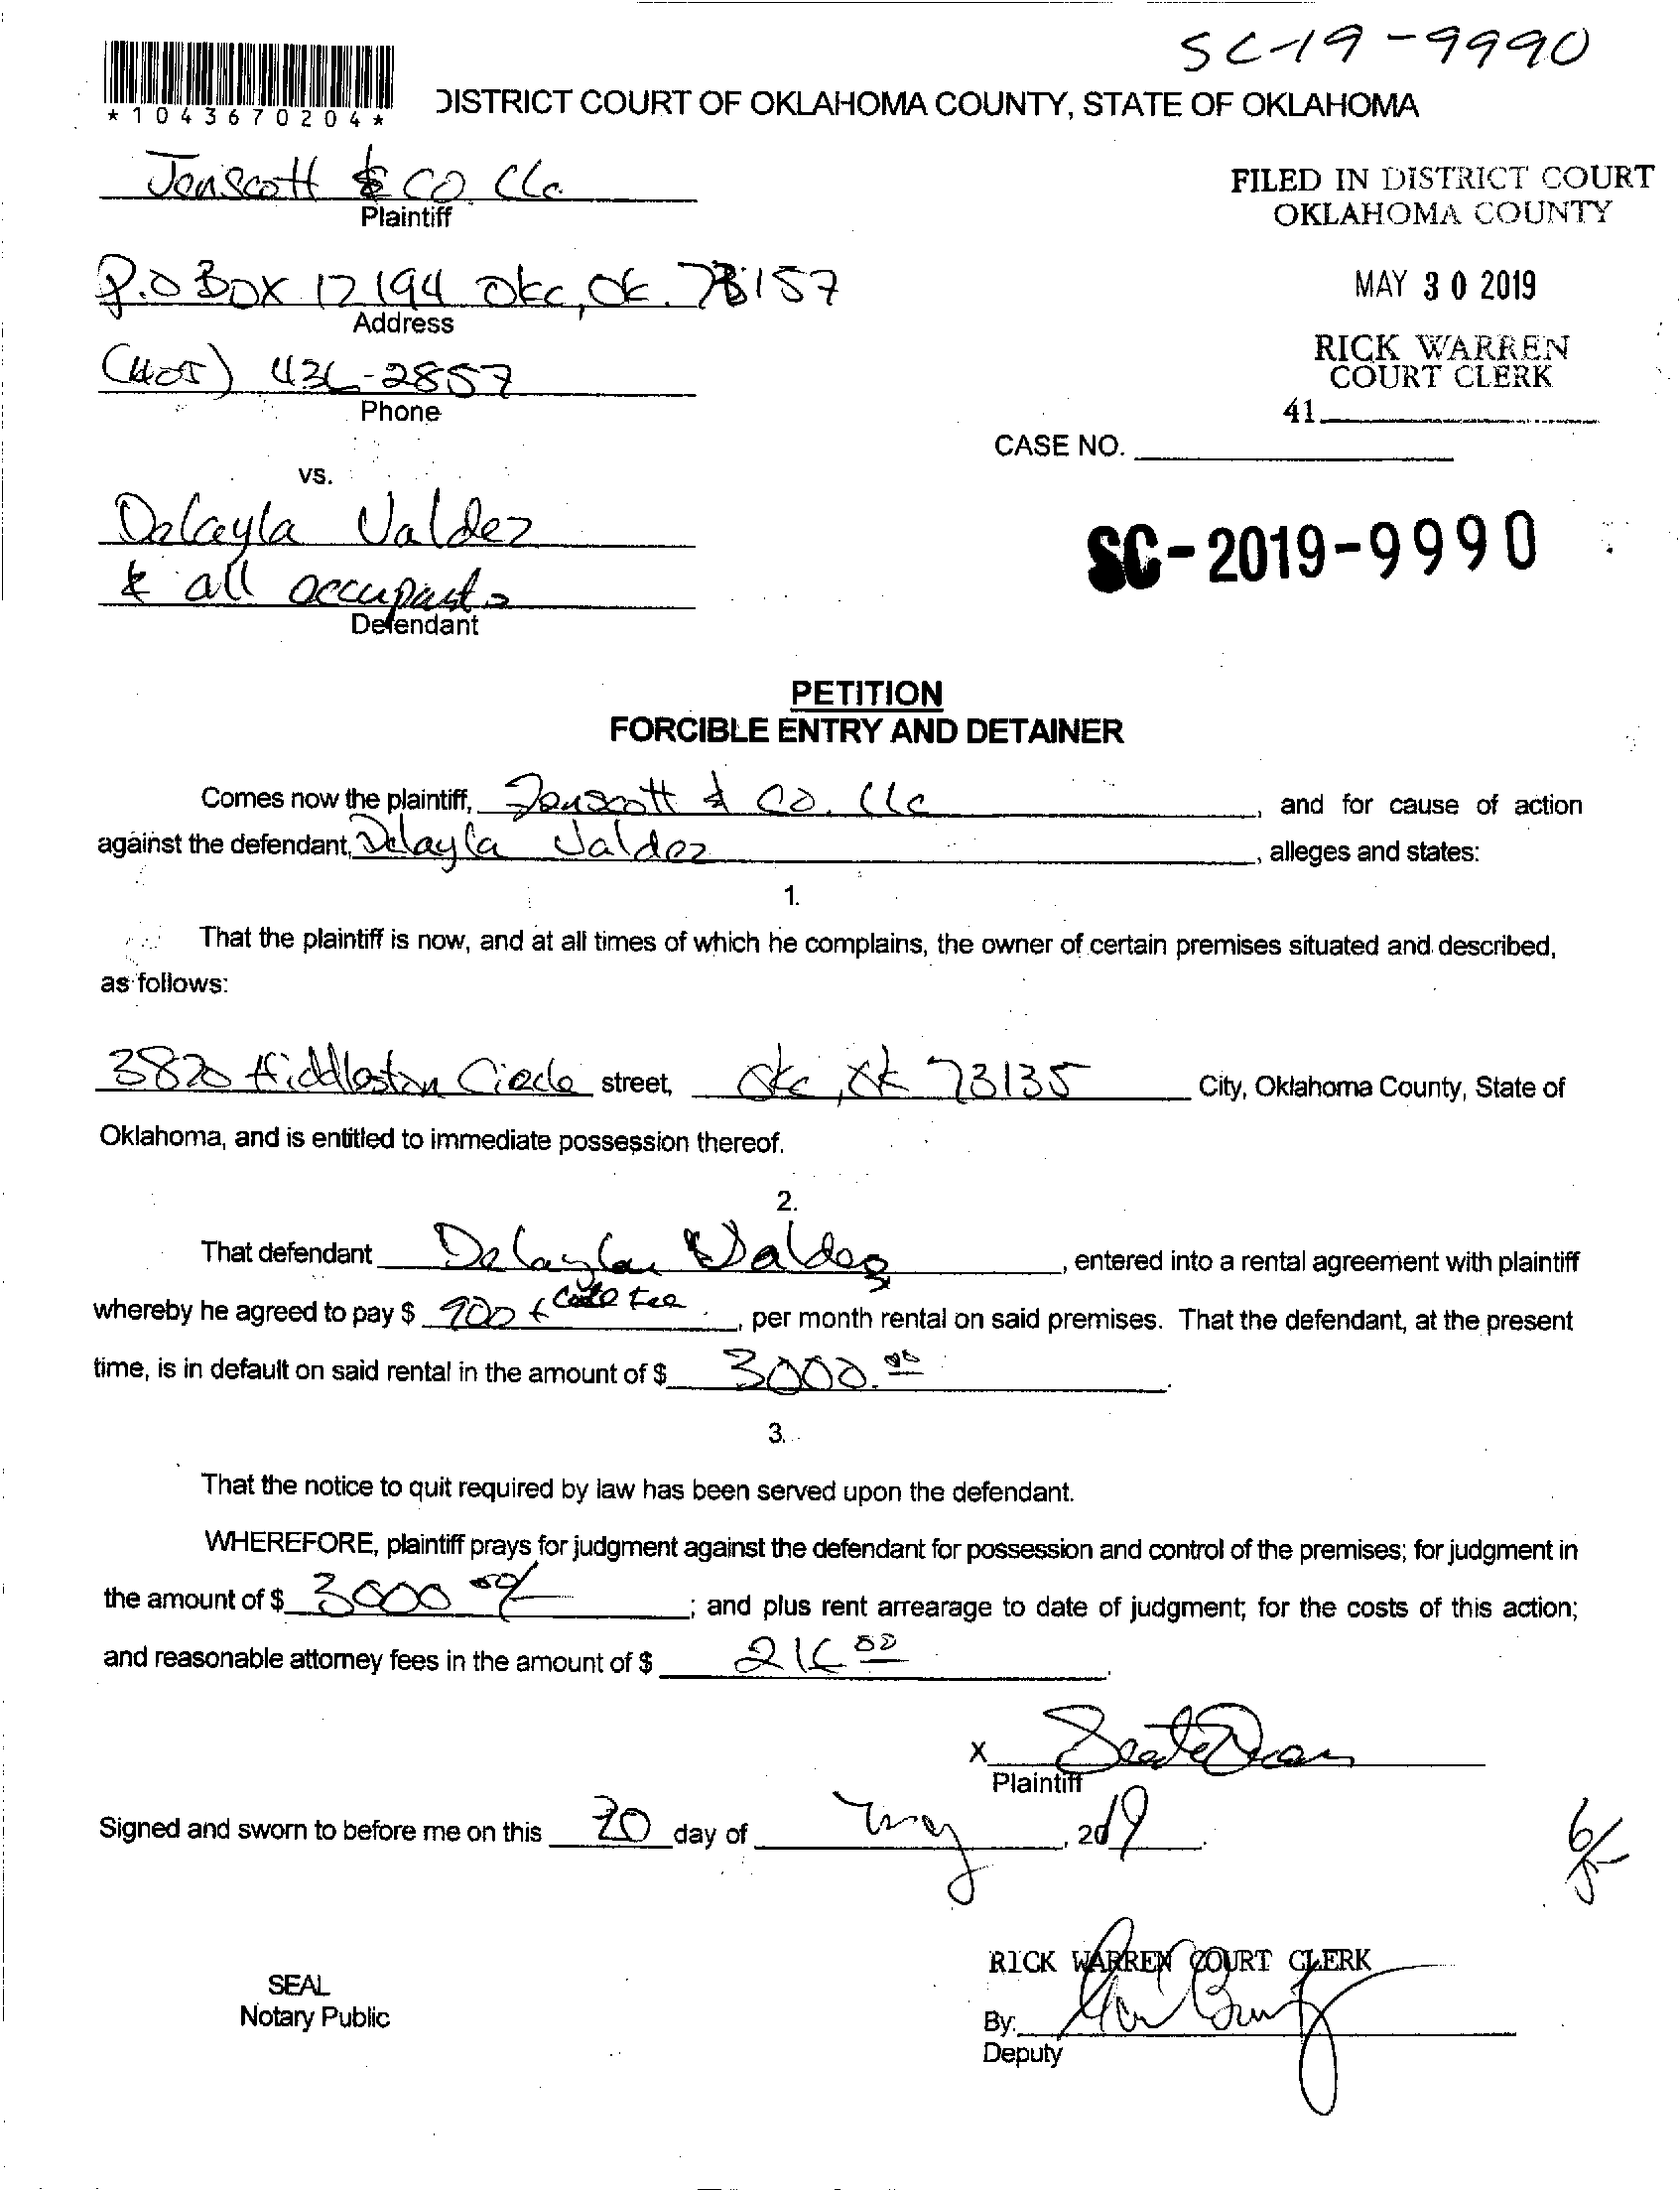 SC-19-9990
*1043670204*
DISTRICT COURT OF OKLAHOMA COUNTY, STATE OF OKLAHOMA
Jenscott & CO. LLC
Plaintiff
FILED IN DISTRICT COURT
OKLAHOMA COUNTY
P.O Box 12194 Okc, Ok. 73157
Address
MAY 30 2019
(405) 436-2857
Phone
RICK WARREN
COURT CLERK
41
CASE NO.
vs.
Delayla Valdez
& all occupants
Defendant
SC-2019-9990
PETITION
FORCIBLE ENTRY AND DETAINER
Comes now the plaintiff, Jenscott & CO. LLC, and for cause of action
against the defendant, Delayla Valdez, alleges and states:
1.
That the plaintiff is now, and at all times of which he complains, the owner of certain premises situated and described,
as follows:
3820 Hiddleston Circle street, Okc, Ok 73135 City, Oklahoma County, State of
Oklahoma, and is entitled to immediate possession thereof.
2.
That defendant Delayla Valdez, entered into a rental agreement with plaintiff
whereby he agreed to pay $ 900 + Late Fee, per month rental on said premises. That the defendant, at the present
time, is in default on said rental in the amount of $ 3000.00.
3.
That the notice to quit required by law has been served upon the defendant.
WHEREFORE, plaintiff prays for judgment against the defendant for possession and control of the premises; for judgment in
the amount of $ 3000 00; and plus rent arrearage to date of judgment; for the costs of this action;
and reasonable attorney fees in the amount of $ 216 00.
X
Plaintiff
Signed and sworn to before me on this 30 day of May, 2019.
6/5
RICK WARREN COURT CLERK
SEAL
Notary Public
By:
Deputy